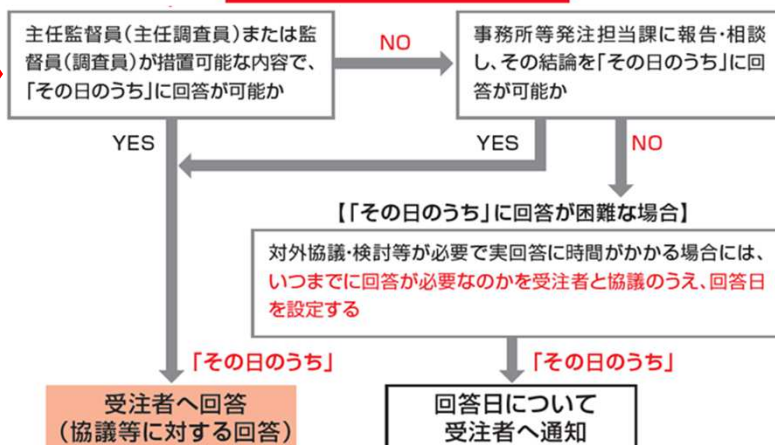 主任監督員(主任調査員)または監
督員(調査員)が措置可能な内容で、
「その日のうち」に回答が可能か
NO
事務所等発注担当課に報告・相談
し、その結論を「その日のうち」に回
答が可能か
YES
YES
NO
【「その日のうち」に回答が困難な場合】
対外協議・検討等が必要で実回答に時間がかかる場合には、
いつまでに回答が必要なのかを受注者と協議のうえ、回答日
を設定する
「その日のうち」
「その日のうち」
受注者へ回答
(協議等に対する回答)
回答日について
受注者へ通知